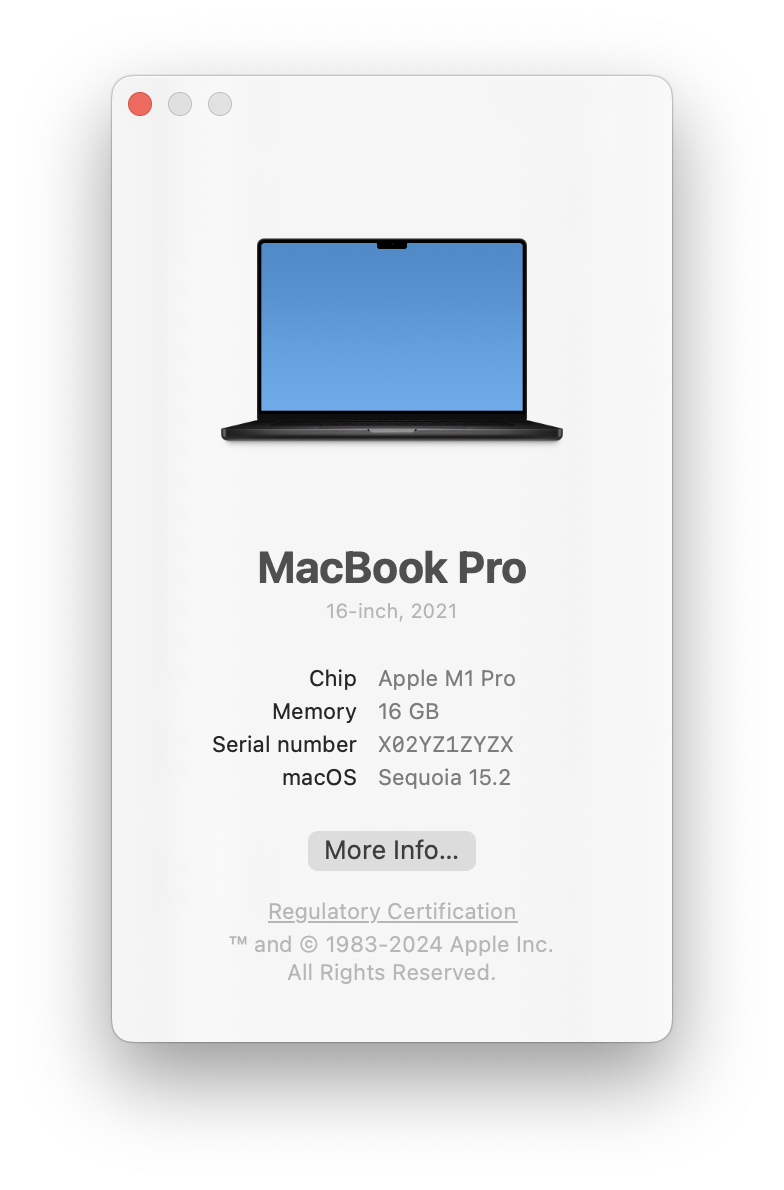 MacBook Pro
16-inch, 2021
Chip Apple M1 Pro
Memory 16 GB
Serial number X02YZ1ZYZX
macOS Sequoia 15.2
More Info...
Regulatory Certification
™ and © 1983-2024 Apple Inc.
All Rights Reserved.